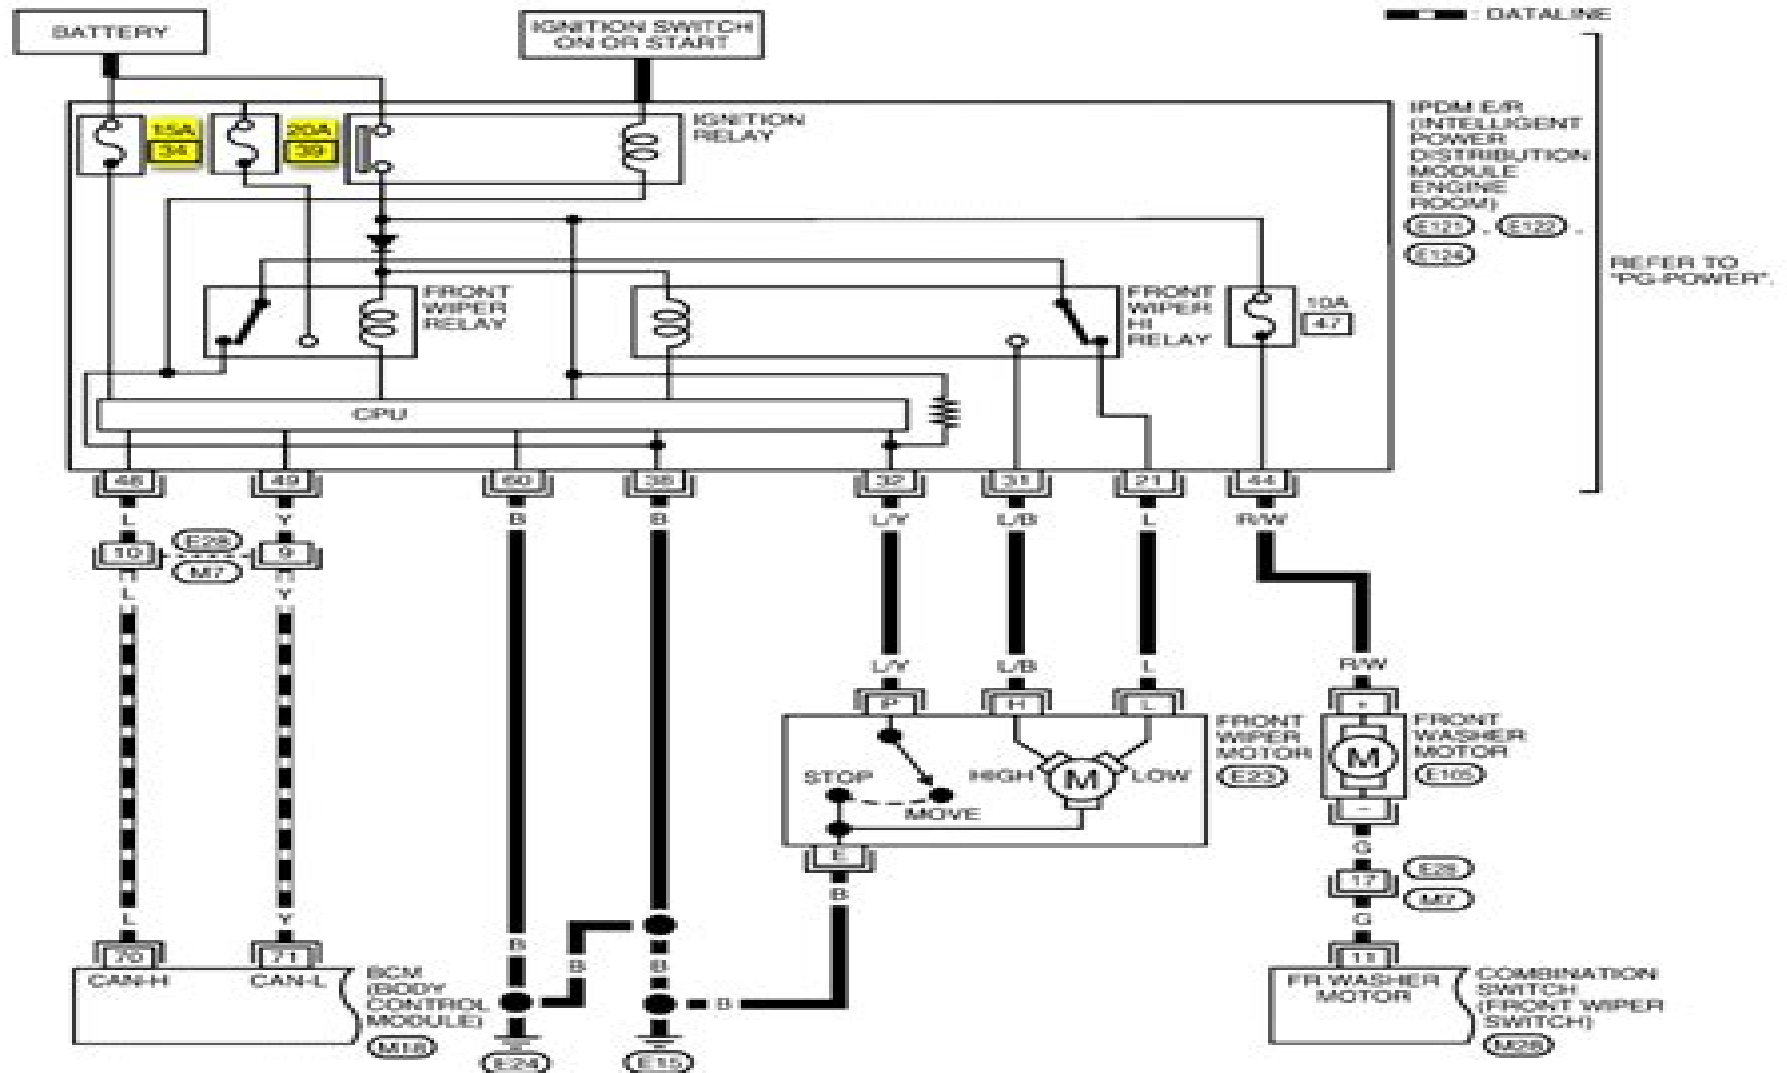 BATTERY
IGNITION SWITCH
ON OR START
: DATALINE
15A
34
20A
39
IGNITION
RELAY
IPDM E/R
(INTELLIGENT
POWER
DISTRIBUTION
MODULE
ENGINE
ROOM)
E121 , E122 ,
E124
REFER TO
"PG-POWER".
FRONT
WIPER
RELAY
FRONT
WIPER
HI
RELAY
10A
47
CPU
48
49
60
38
32
31
21
44
L
Y
B
B
L/Y
L/B
L
R/W
10
9
M7
L
Y
L/Y
L/B
L
R/W
P
H
L
+
FRONT
WIPER
MOTOR
E23
FRONT
WASHER
MOTOR
E105
STOP
MOVE
HIGH
M
LOW
M
-
E
B
G
17
M7
G
L
Y
B
B
B
B
70
71
11
CAN-H
CAN-L
BCM
(BODY
CONTROL
MODULE)
M18
E24
E15
FR WASHER
MOTOR
COMBINATION
SWITCH
(FRONT WIPER
SWITCH)
M28